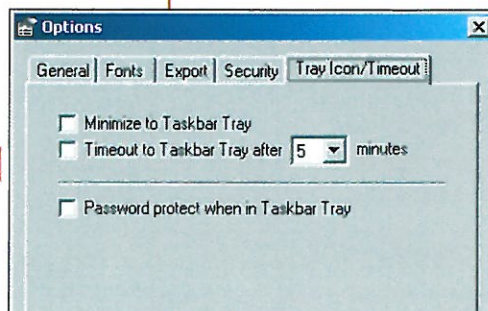 Options
General Fonts Export Security Tray Icon/Timeout
Minimize to Taskbar Tray
Timeout to Taskbar Tray after 5 minutes
Password protect when in Taskbar Tray